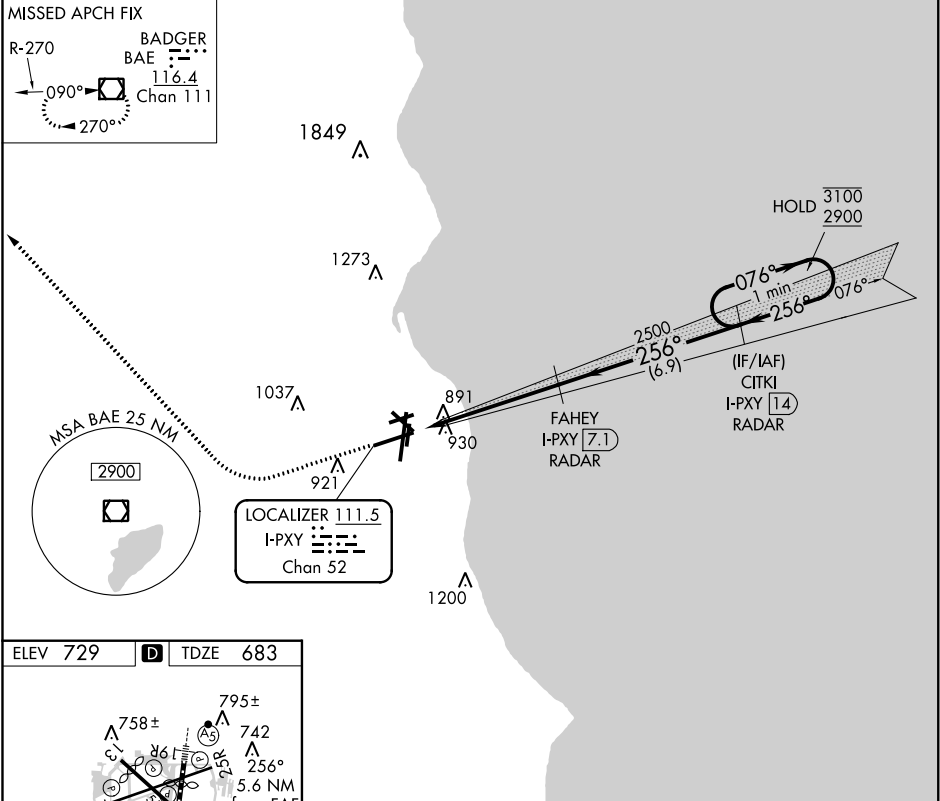 MISSED APCH FIX
R-270
BADGER
BAE
116.4
Chan 111
090°
270°
1849
HOLD 3100
2900
1273
076°
1 min
256° 076°
2500
256°
(6.9)
(IF/IAF)
CITKI
I-PXY 14
RADAR
1037
891
FAHEY
I-PXY 7.1
RADAR
930
MSA BAE 25 NM
2900
921
LOCALIZER 111.5
I-PXY
Chan 52
1200
ELEV 729 D TDZE 683
795±
758±
A5
742
13
19R
25R
P
P
P
P
256°
5.6 NM